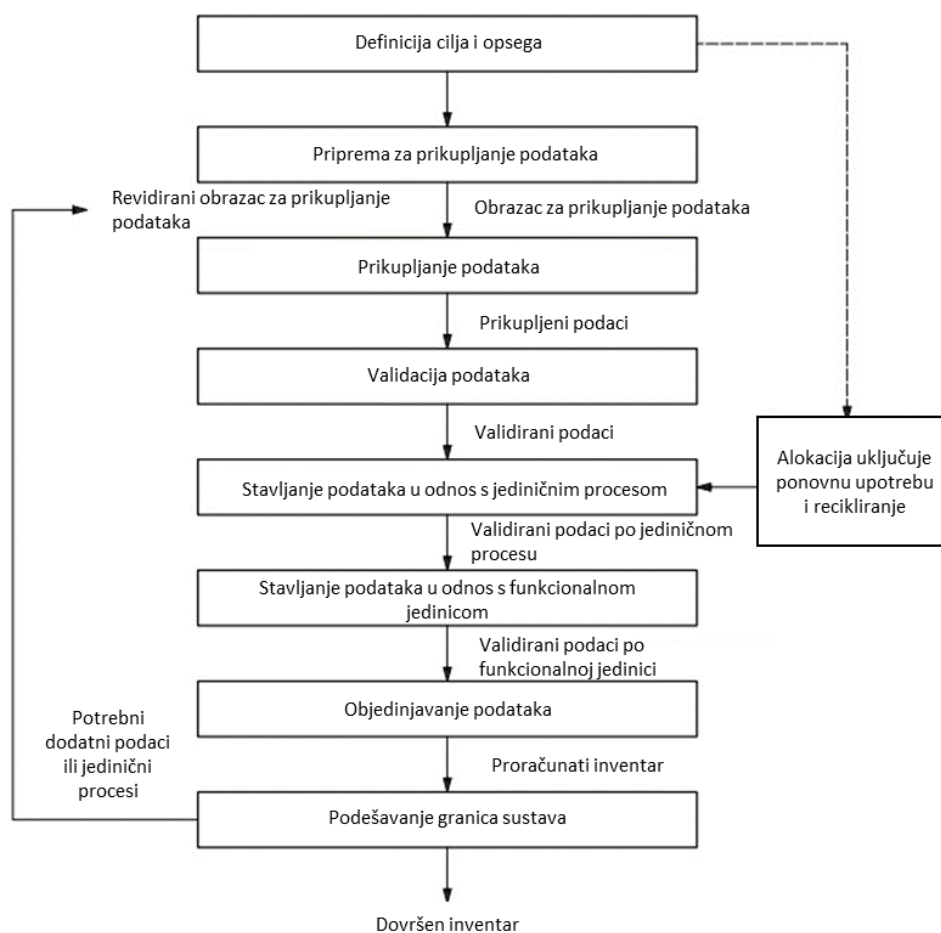 Definicija cilja i opsega
Priprema za prikupljanje podataka
Revidirani obrazac za prikupljanje
podataka
Obrazac za prikupljanje podataka
Prikupljanje podataka
Prikupljeni podaci
Validacija podataka
Validirani podaci
Alokacija uključuje
ponovnu upotrebu
i recikliranje
Stavljanje podataka u odnos s jediničnim procesom
Validirani podaci po jediničnom
procesu
Stavljanje podataka u odnos s funkcionalnom
jedinicom
Validirani podaci po
funkcionalnoj jedinici
Objedinjavanje podataka
Potrebni
dodatni podaci
ili jedinični
procesi
Proračunati inventar
Podešavanje granica sustava
Dovršen inventar